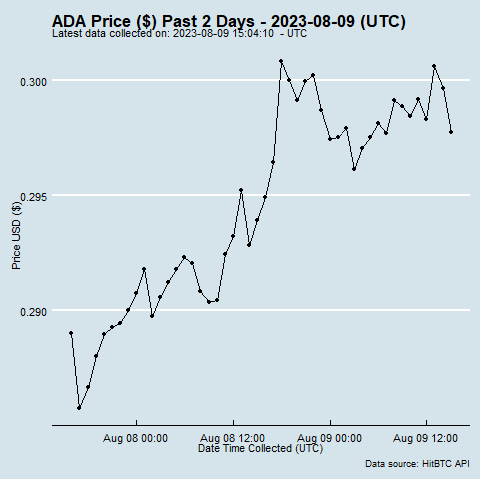 ADA Price ($) Past 2 Days - 2023-08-09 (UTC)
Latest data collected on: 2023-08-09 15:04:10 - UTC
0.300
0.295
0.290
Price USD ($)
Aug 08 00:00 Aug 08 12:00 Aug 09 00:00 Aug 09 12:00
Date Time Collected (UTC)
Data source: HitBTC API